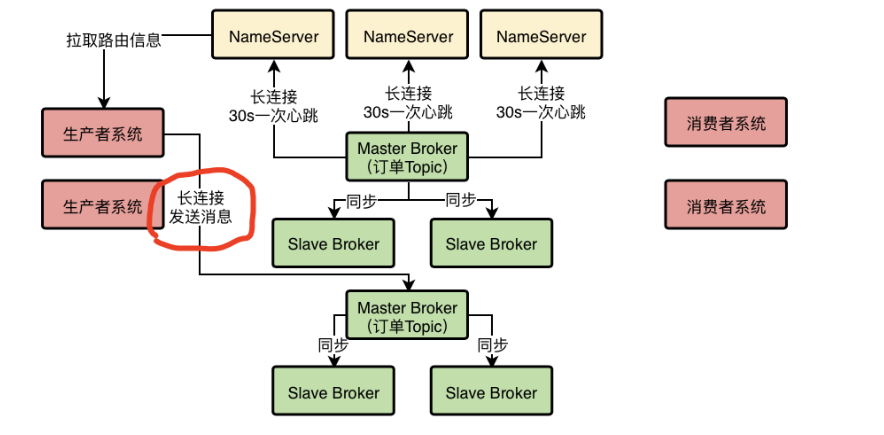 NameServer
NameServer
NameServer
拉取路由信息
长连接
30s一次心跳
长连接
30s一次心跳
长连接
30s一次心跳
生产者系统
消费者系统
Master Broker
（订单Topic）
生产者系统
长连接
发送消息
同步
同步
消费者系统
Slave Broker
Slave Broker
Master Broker
（订单Topic）
同步
同步
Slave Broker
Slave Broker